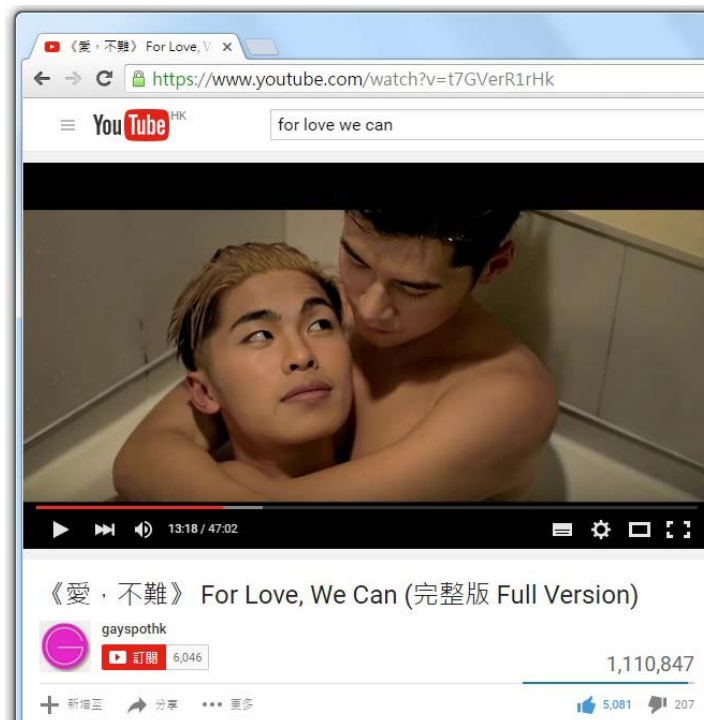 《愛，不難》 For Love, W
https://www.youtube.com/watch?v=t7GVerR1rHk
YouTube HK
for love we can
13:18 / 47:02
《愛，不難》 For Love, We Can (完整版 Full Version)
gayspothk
訂閱 6,046
1,110,847
新增至 分享 更多 5,081 207